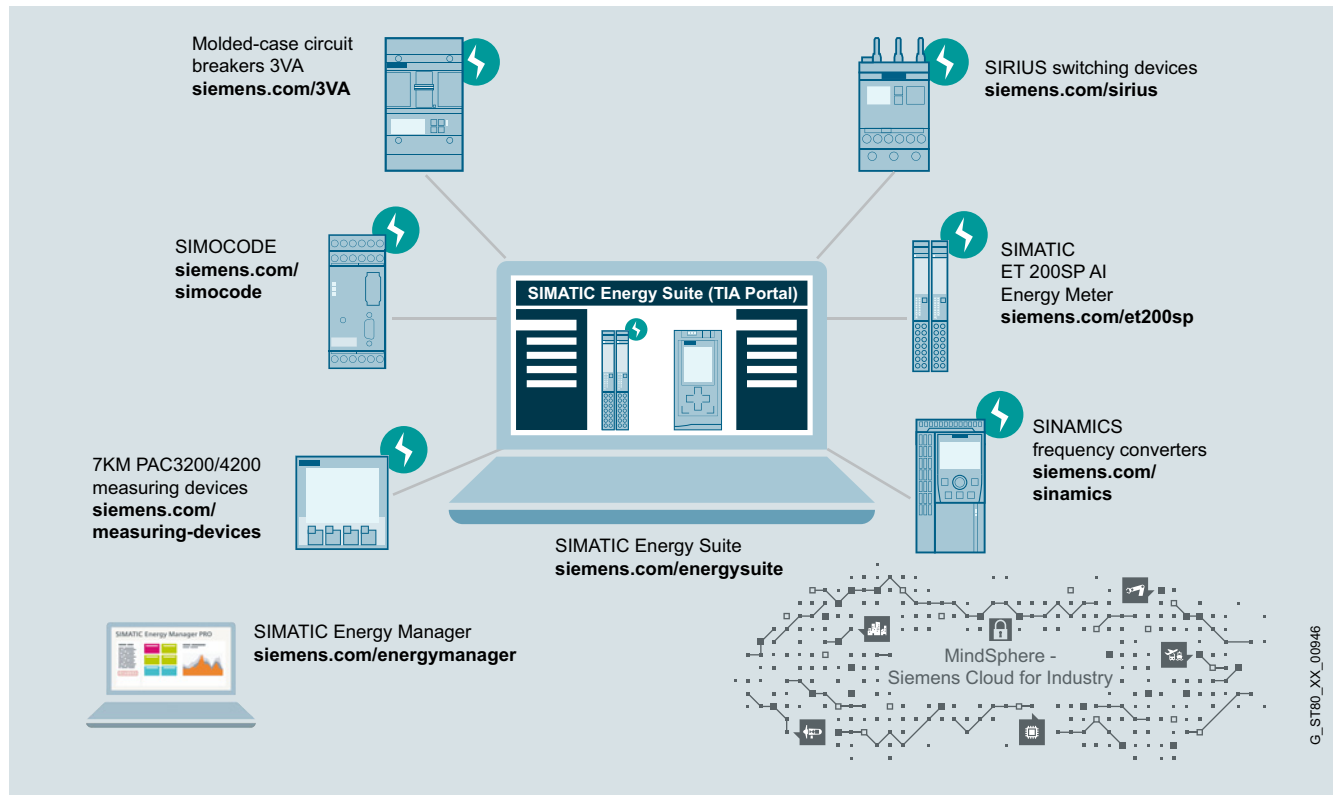 Molded-case circuit
breakers 3VA
siemens.com/3VA
SIRIUS switching devices
siemens.com/sirius
SIMOCODE
siemens.com/
simocode
SIMATIC
ET 200SP AI
Energy Meter
siemens.com/et200sp
SIMATIC Energy Suite (TIA Portal)
7KM PAC3200/4200
measuring devices
siemens.com/
measuring-devices
SINAMICS
frequency converters
siemens.com/
sinamics
SIMATIC Energy Suite
siemens.com/energysuite
SIMATIC Energy Manager PRO
SIMATIC Energy Manager
siemens.com/energymanager
MindSphere -
Siemens Cloud for Industry
G_ST80_XX_00946